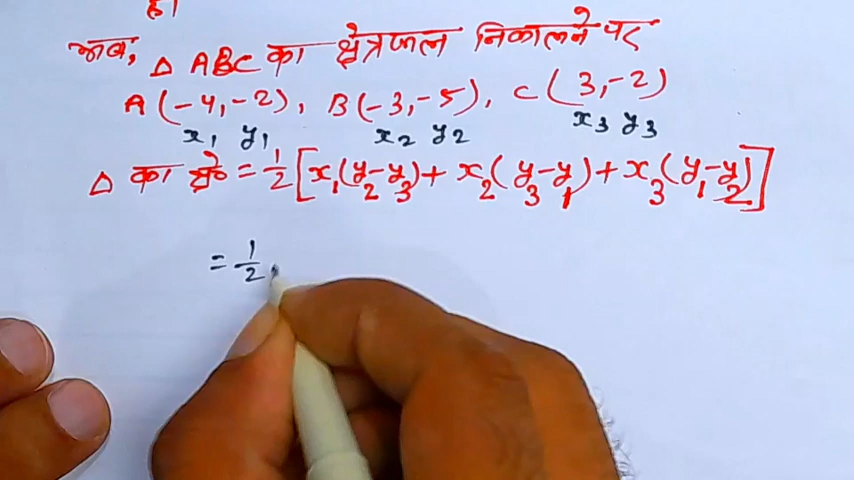 है।
अब, △ ABC का क्षेत्रफल निकालने पर
A(-4,-2), B(-3,-5), C(3,-2)
x₁ y₁ x₂ y₂ x₃ y₃
△ का क्षे० = 1/2 [x₁(y₂-y₃)+ x₂(y₃-y₁)+x₃(y₁-y₂)]
= 1/2